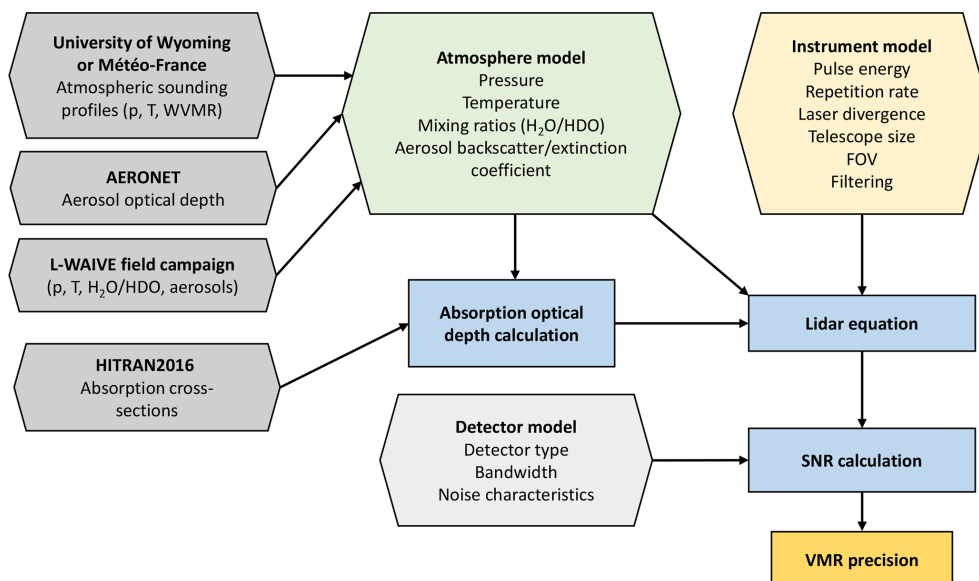 University of Wyoming
or Météo-France
Atmospheric sounding
profiles (p, T, WVMR)
AERONET
Aerosol optical depth
L-WAIVE field campaign
(p, T, H₂O/HDO, aerosols)
HITRAN2016
Absorption cross-
sections
Atmosphere model
Pressure
Temperature
Mixing ratios (H₂O/HDO)
Aerosol backscatter/extinction
coefficient
Absorption optical
depth calculation
Detector model
Detector type
Bandwidth
Noise characteristics
Instrument model
Pulse energy
Repetition rate
Laser divergence
Telescope size
FOV
Filtering
Lidar equation
SNR calculation
VMR precision